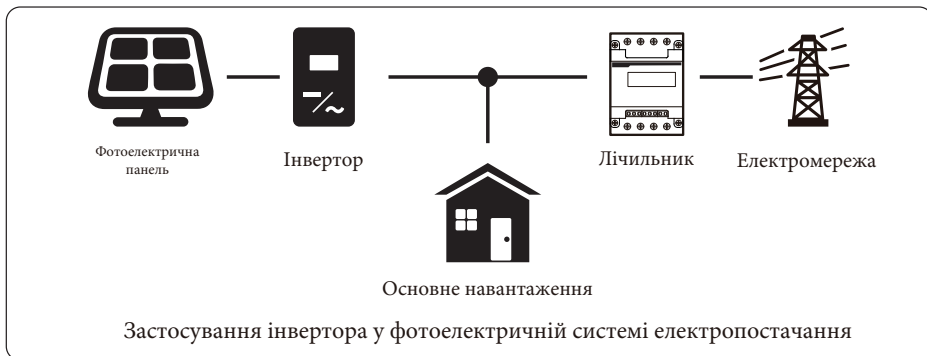 Фотоелектрична
панель
Інвертор
Лічильник
Електромережа
Основне навантаження
Застосування інвертора у фотоелектричній системі електропостачання